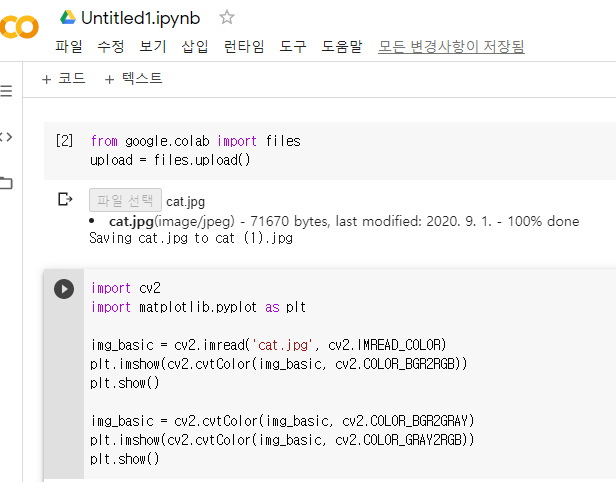 Untitled1.ipynb
파일 수정 보기 삽입 런타임 도구 도움말 모든 변경사항이 저장됨
+ 코드 + 텍스트
[2] from google.colab import files
upload = files.upload()
파일 선택 cat.jpg
• cat.jpg(image/jpeg) - 71670 bytes, last modified: 2020. 9. 1. - 100% done
Saving cat.jpg to cat (1).jpg
import cv2
import matplotlib.pyplot as plt
img_basic = cv2.imread('cat.jpg', cv2.IMREAD_COLOR)
plt.imshow(cv2.cvtColor(img_basic, cv2.COLOR_BGR2RGB))
plt.show()
img_basic = cv2.cvtColor(img_basic, cv2.COLOR_BGR2GRAY)
plt.imshow(cv2.cvtColor(img_basic, cv2.COLOR_GRAY2RGB))
plt.show()